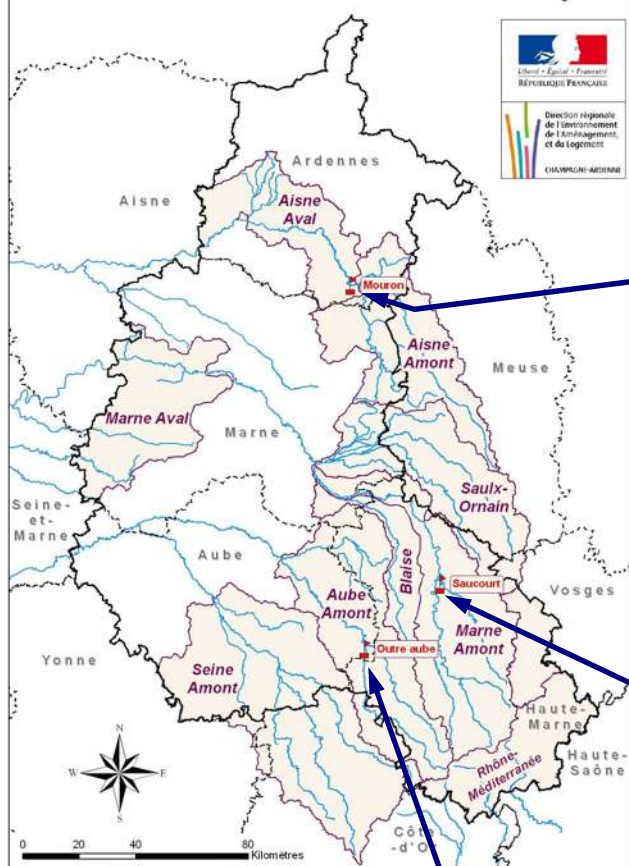 Liberté • Égalité • Fraternité
RÉPUBLIQUE FRANÇAISE
Direction régionale
de l'Environnement
de l'Aménagement,
et du Logement
CHAMPAGNE-ARDENNE
Ardennes
Aisne
Aisne
Aval
Mouron
Aisne
Amont
Meuse
Marne Aval
Marne
Saulx-
Ornain
Seine-
et-
Marne
Aube
Blaise
Saucourt
Vosges
Aube
Amont
Marne
Amont
Outre aube
Yonne
Seine
Amont
Haute-
Marne
Haute-
Saône
Rhône-
Méditerranée
N
W
E
S
Côte
-d'O
0 20 40 80
Kilomètres